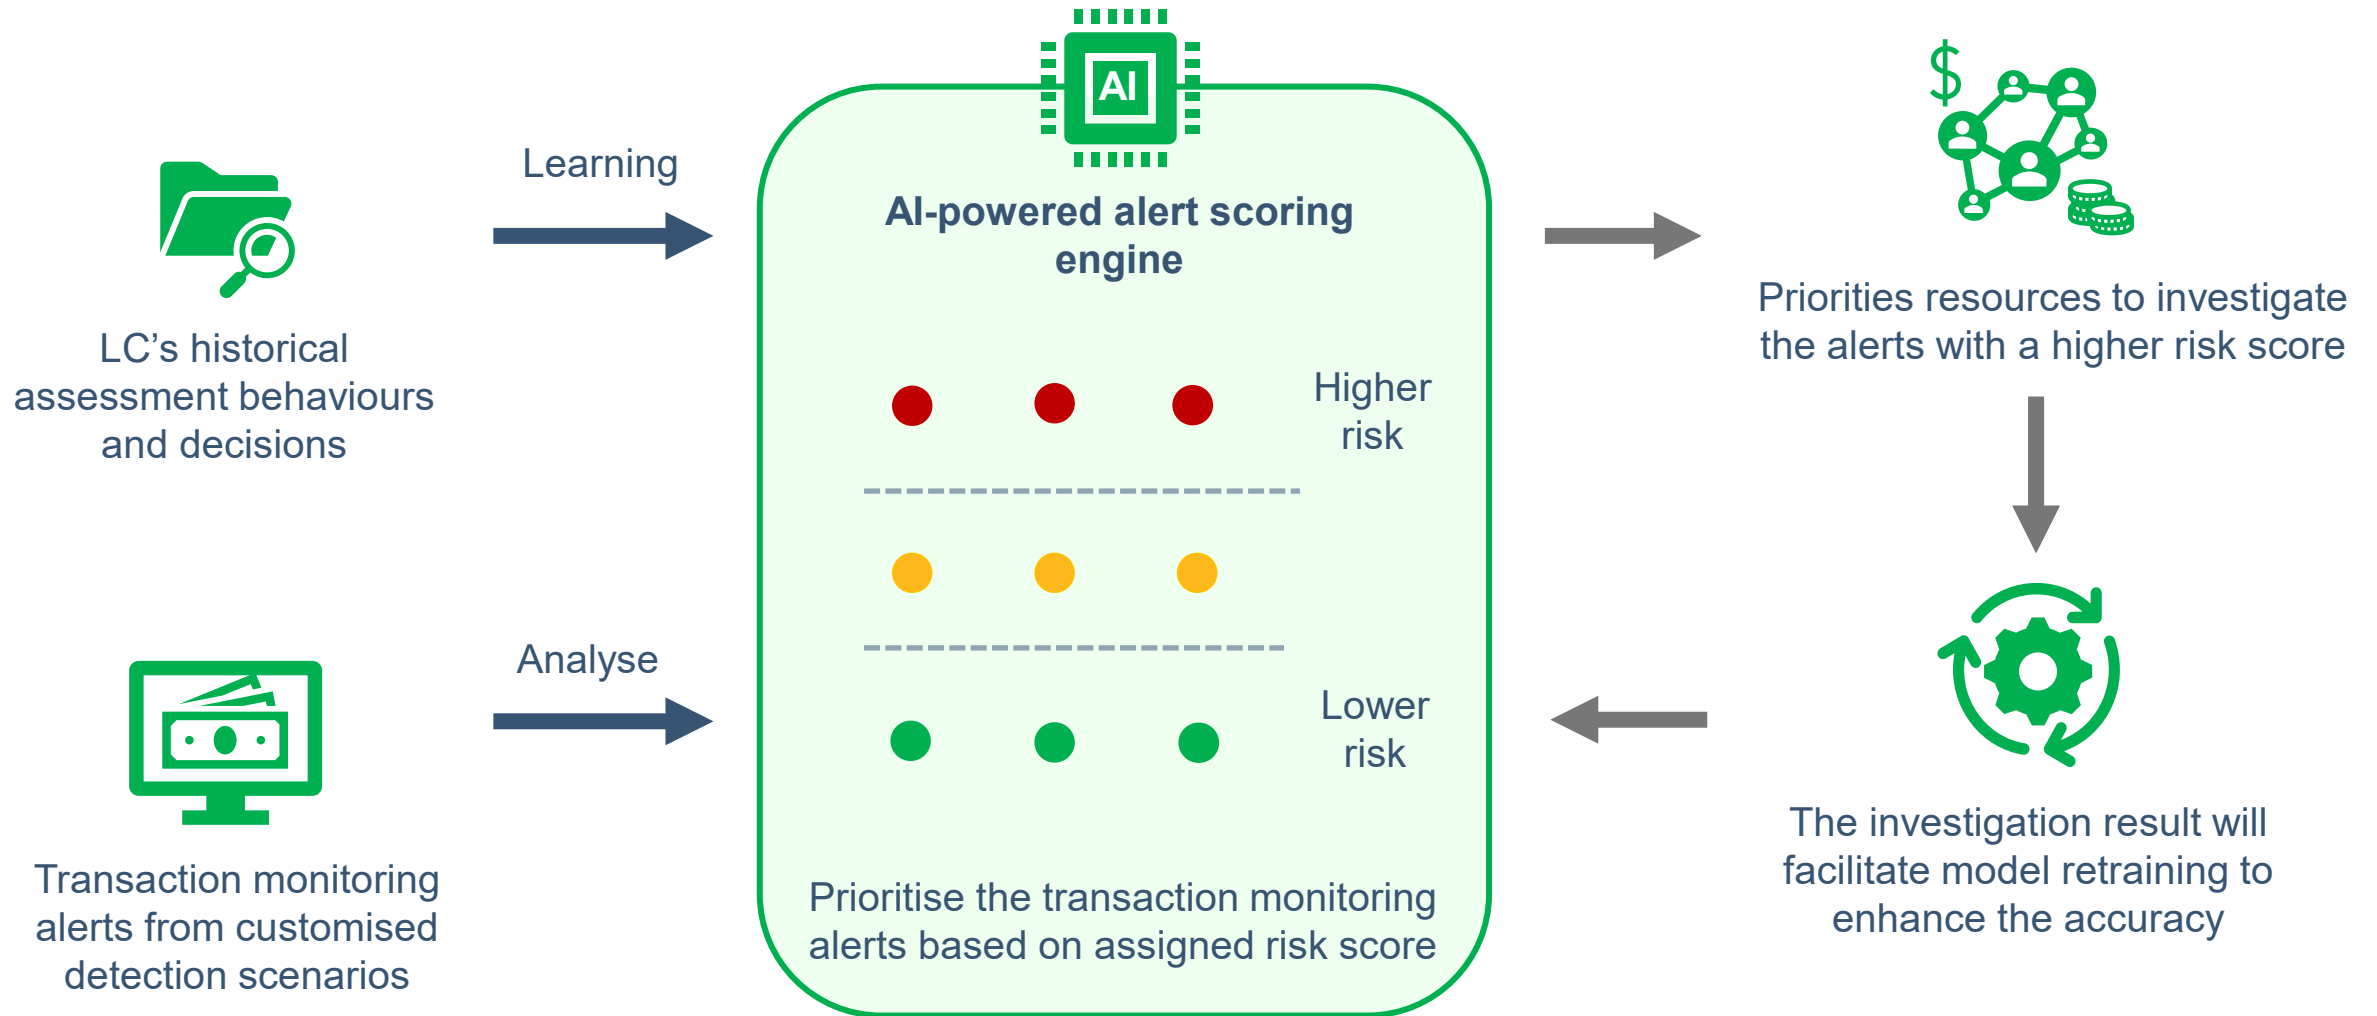 LC’s historical
assessment behaviours
and decisions
Transaction monitoring
alerts from customised
detection scenarios
Learning
Analyse
AI
AI-powered alert scoring
engine
Higher
risk
Lower
risk
Prioritise the transaction monitoring
alerts based on assigned risk score
$
Priorities resources to investigate
the alerts with a higher risk score
The investigation result will
facilitate model retraining to
enhance the accuracy